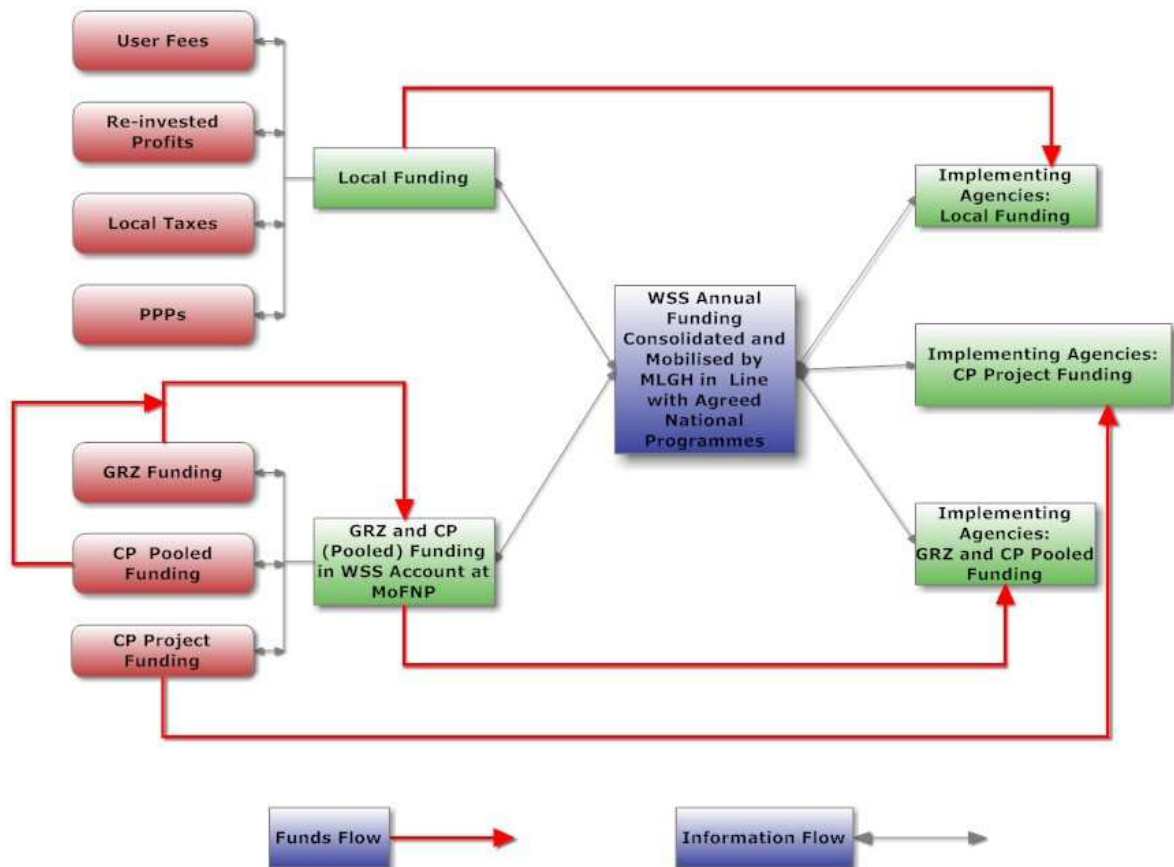 User Fees
Re-invested
Profits
Local Taxes
PPPs
Local Funding
Implementing
Agencies:
Local Funding
WSS Annual
Funding
Consolidated and
Mobilised by
MLGH in Line
with Agreed
National
Programmes
Implementing Agencies:
CP Project Funding
GRZ Funding
CP Pooled
Funding
CP Project
Funding
GRZ and CP
(Pooled) Funding
in WSS Account at
MoFNP
Implementing
Agencies:
GRZ and CP Pooled
Funding
Funds Flow
Information Flow